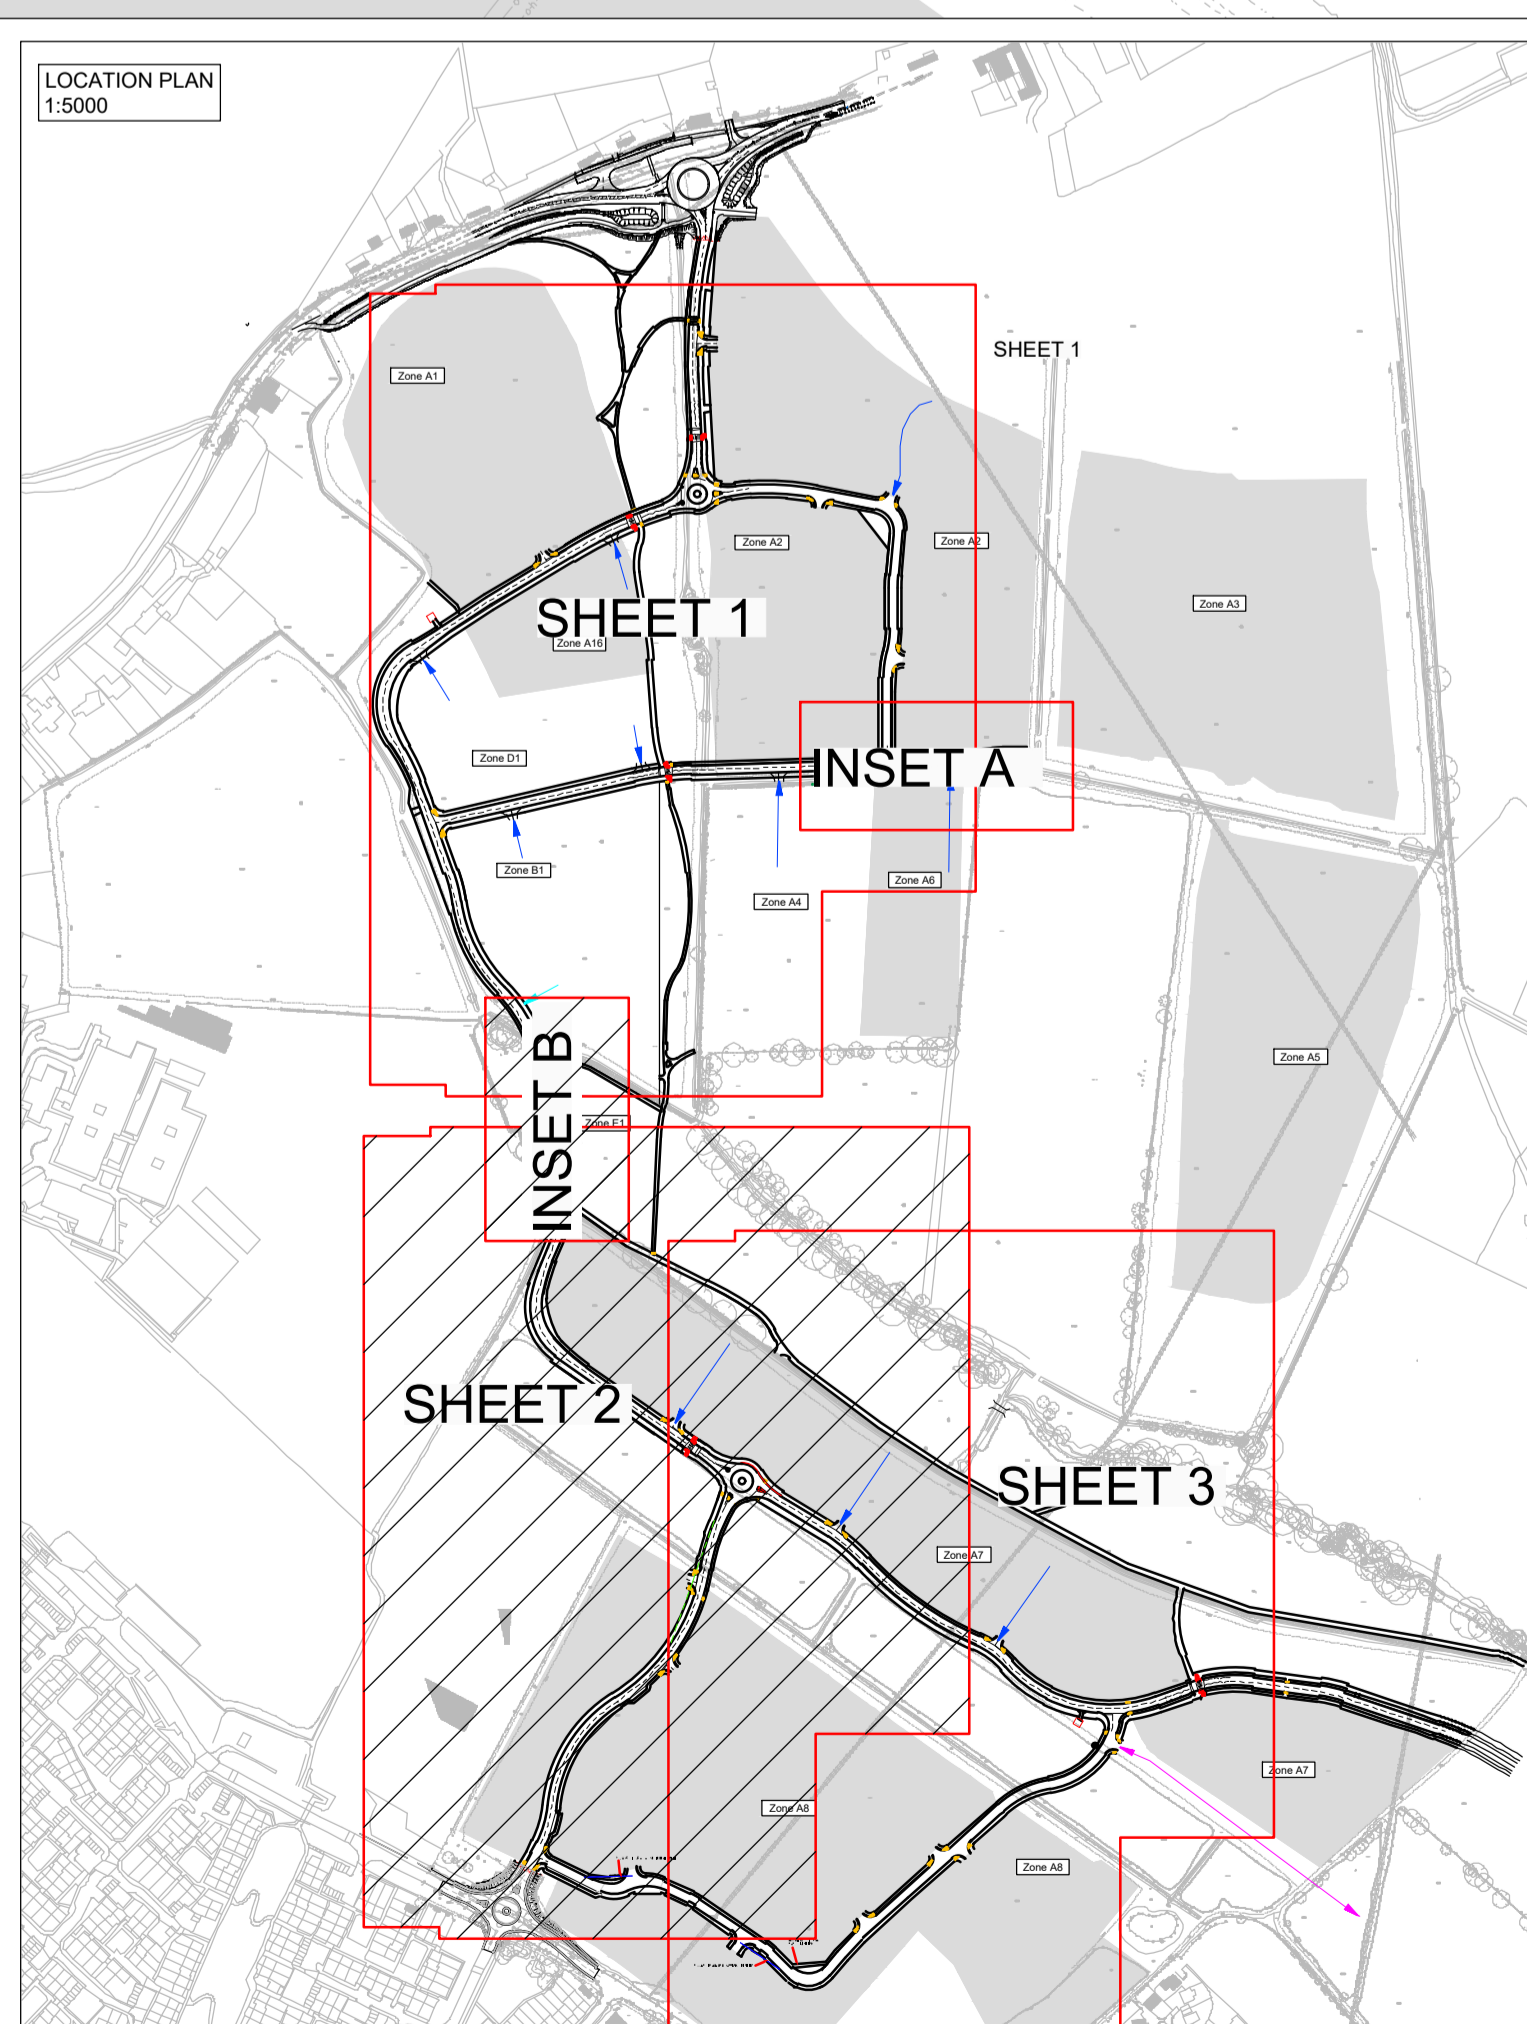 LOCATION PLAN
1:5000
SHEET 1
Zone A1
Zone A2
Zone A2
Zone A3
SHEET 1
Zone A16
Zone D1
INSET A
Zone B1
Zone A6
Zone A4
Zone A5
INSET B
Zone E1
SHEET 2
SHEET 3
Zone A7
Zone A7
Zone A8
Zone A8